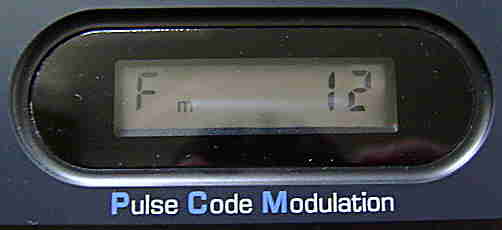 F m 12
Pulse Code Modulation